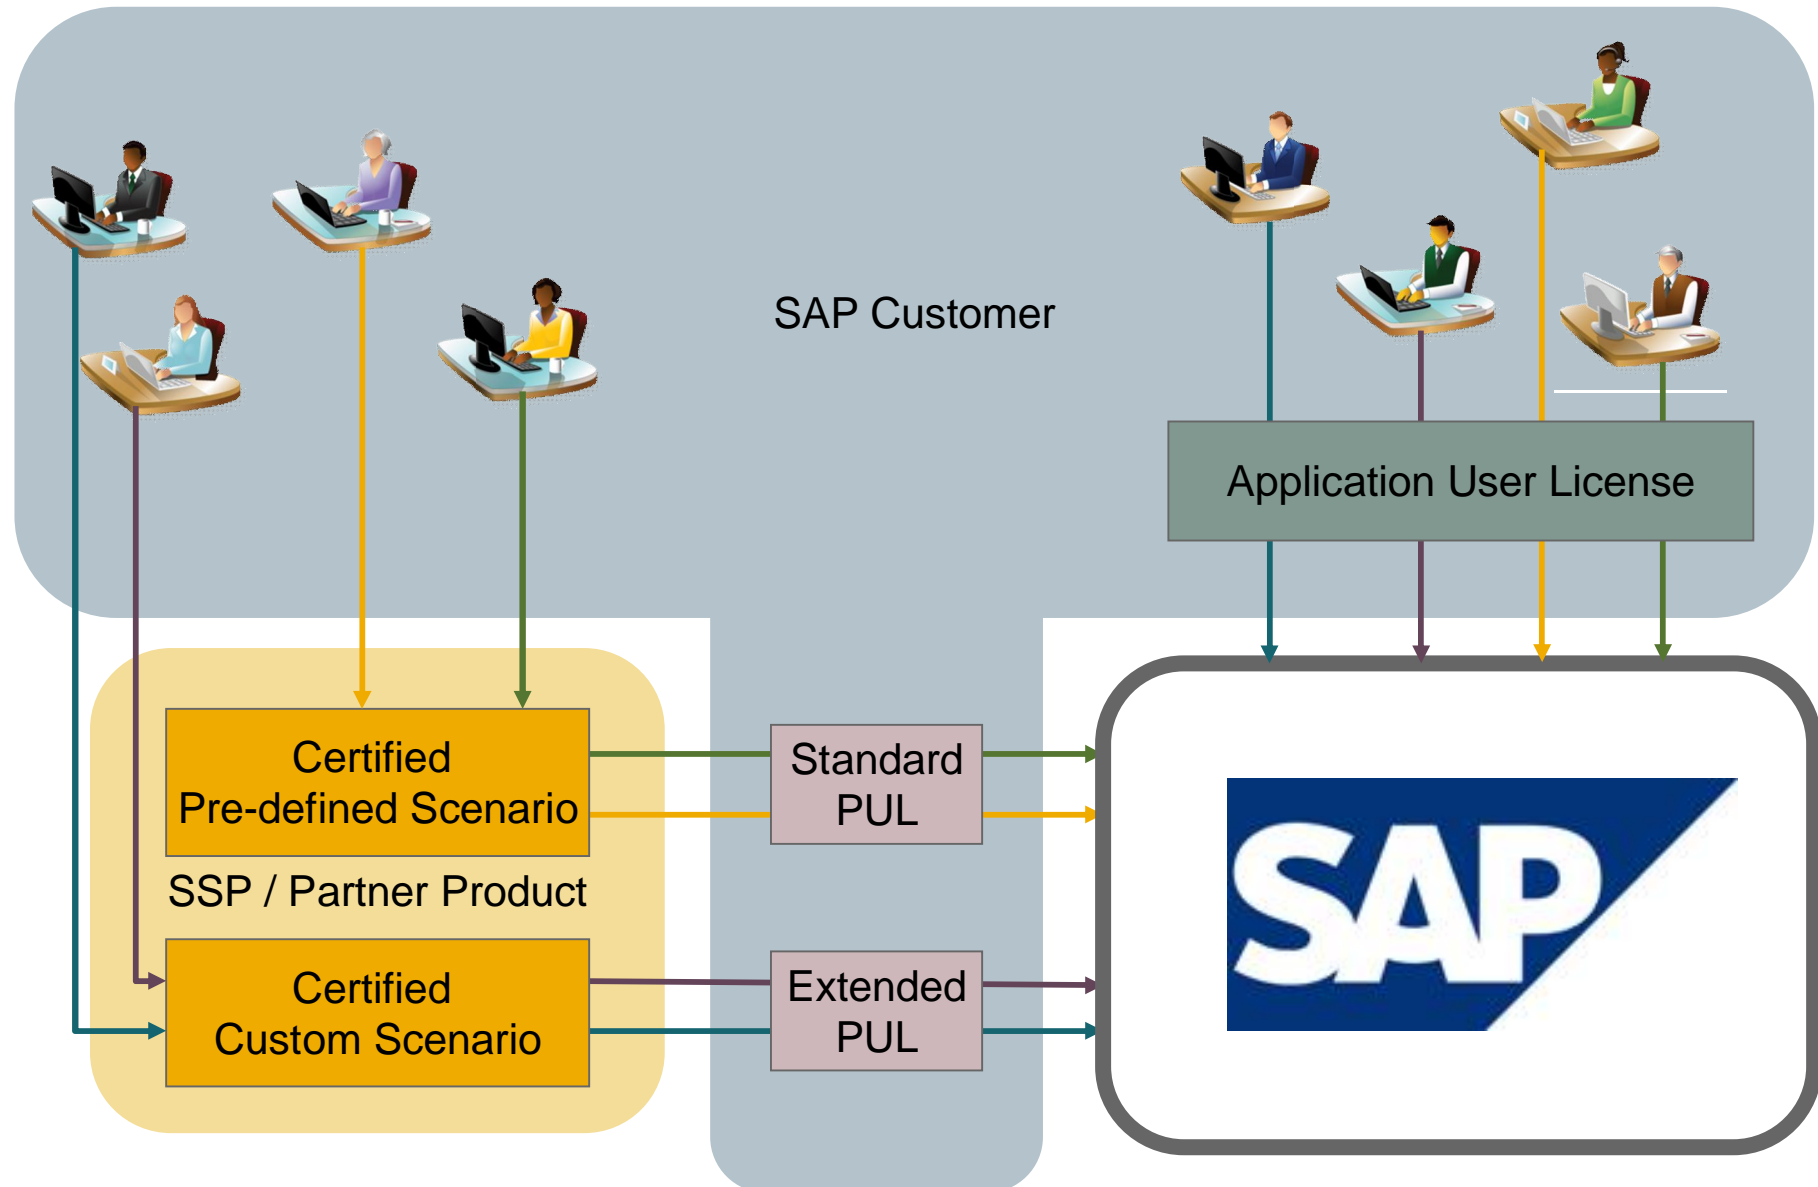 SAP Customer
Application User License
Certified
Pre-defined Scenario
Standard
PUL
SSP / Partner Product
Certified
Custom Scenario
Extended
PUL
SAP